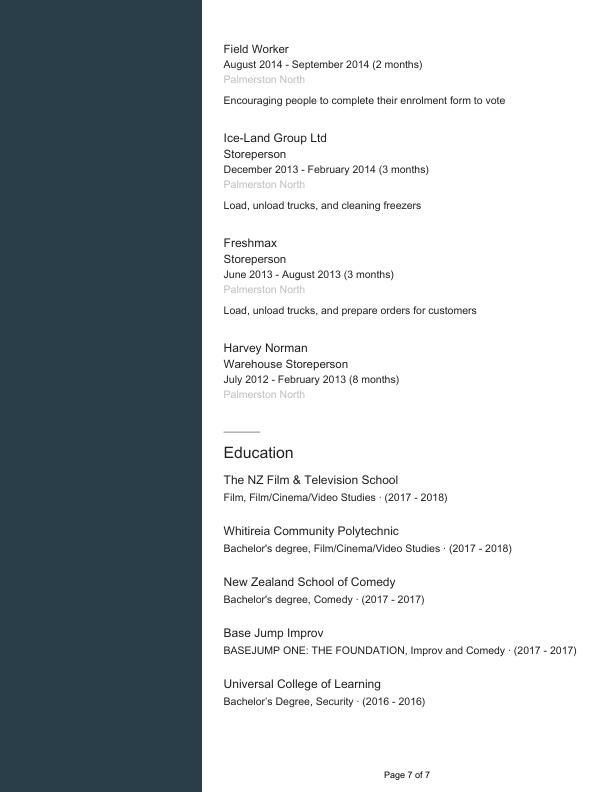 Field Worker
August 2014 - September 2014 (2 months)
Palmerston North
Encouraging people to complete their enrolment form to vote
Ice-Land Group Ltd
Storeperson
December 2013 - February 2014 (3 months)
Palmerston North
Load, unload trucks, and cleaning freezers
Freshmax
Storeperson
June 2013 - August 2013 (3 months)
Palmerston North
Load, unload trucks, and prepare orders for customers
Harvey Norman
Warehouse Storeperson
July 2012 - February 2013 (8 months)
Palmerston North
Education
The NZ Film & Television School
Film, Film/Cinema/Video Studies · (2017 - 2018)
Whitireia Community Polytechnic
Bachelor's degree, Film/Cinema/Video Studies · (2017 - 2018)
New Zealand School of Comedy
Bachelor's degree, Comedy · (2017 - 2017)
Base Jump Improv
BASEJUMP ONE: THE FOUNDATION, Improv and Comedy · (2017 - 2017)
Universal College of Learning
Bachelor’s Degree, Security · (2016 - 2016)
Page 7 of 7